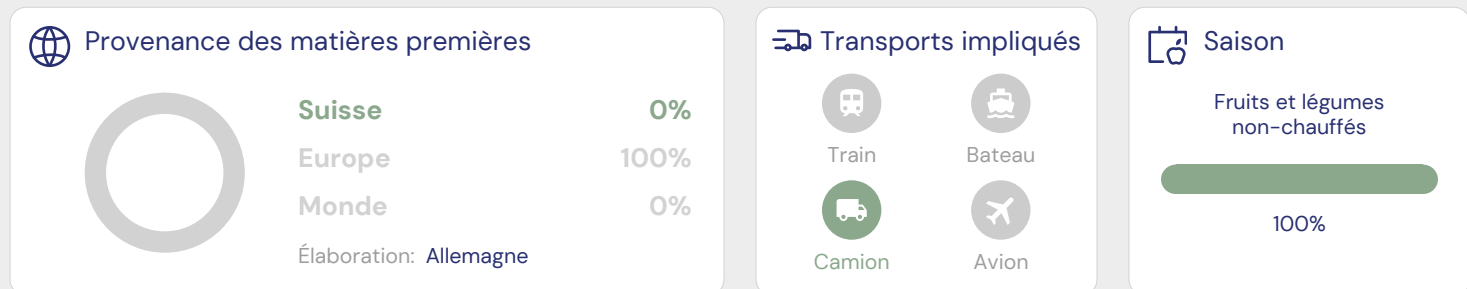 Provenance des matières premières
Suisse 0%
Europe 100%
Monde 0%
Élaboration: Allemagne
Transports impliqués
Train Bateau
Camion Avion
Saison
Fruits et légumes
non-chauffés
100%